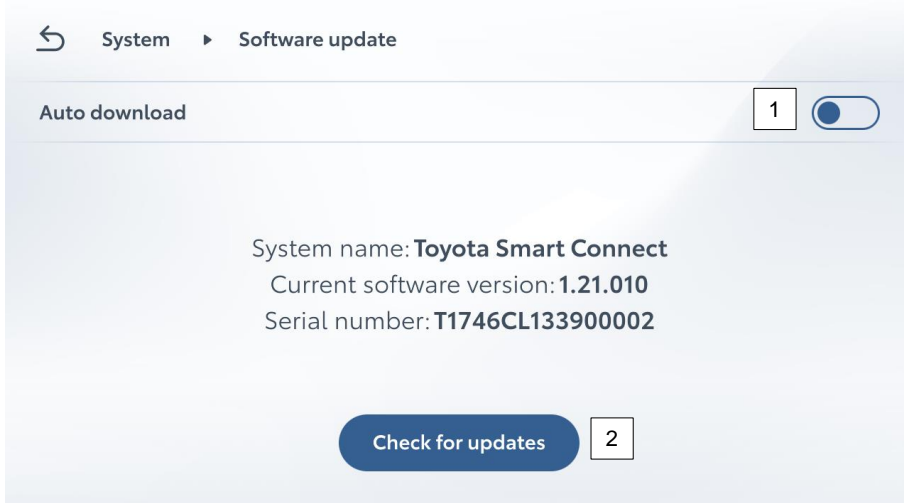 System ▸ Software update
Auto download
1
System name: Toyota Smart Connect
Current software version: 1.21.010
Serial number: T1746CL133900002
Check for updates
2